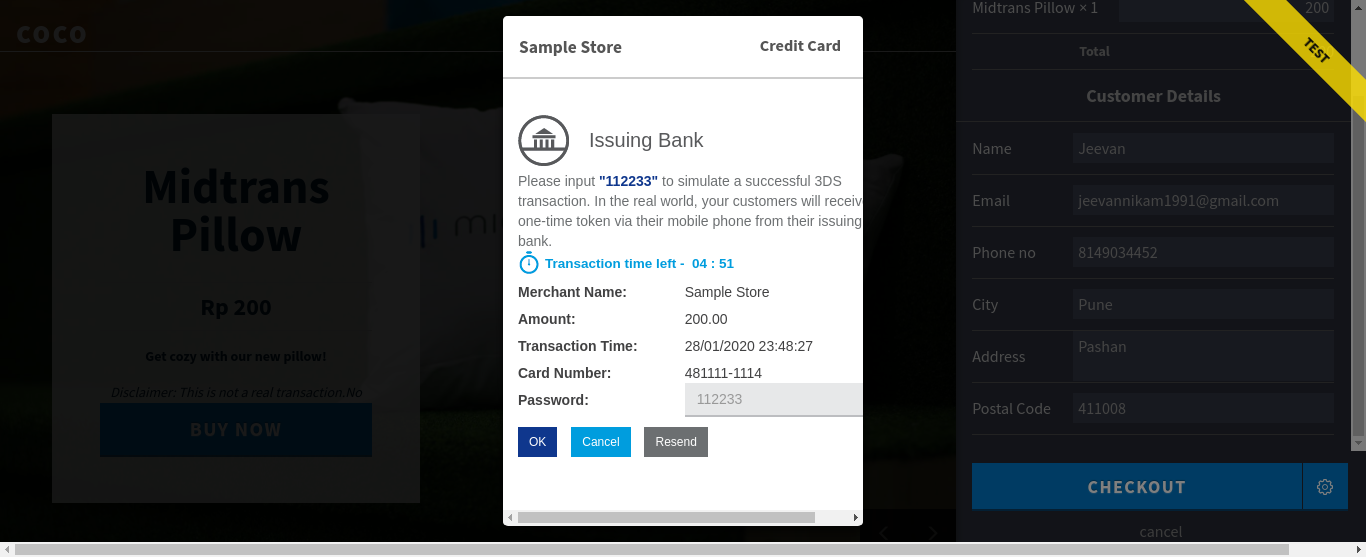 coco
Midtrans
Pillow
Rp 200
Get cozy with our new pillow!
Disclaimer: This is not a real transaction.No
BUY NOW
Sample Store
Credit Card
Issuing Bank
Please input "112233" to simulate a successful 3DS
transaction. In the real world, your customers will receive
one-time token via their mobile phone from their issuing
bank.
Transaction time left - 04 : 51
Merchant Name: Sample Store
Amount: 200.00
Transaction Time: 28/01/2020 23:48:27
Card Number: 481111-1114
Password: 112233
OK Cancel Resend
Midtrans Pillow × 1 200
TEST
Total
Customer Details
Name Jeevan
Email jeevannikam1991@gmail.com
Phone no 8149034452
City Pune
Address Pashan
Postal Code 411008
CHECKOUT
cancel